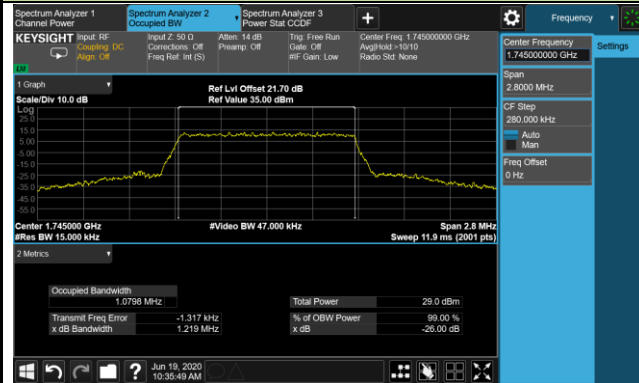 Spectrum Analyzer 1
Channel Power
Spectrum Analyzer 2
Occupied BW
Spectrum Analyzer 3
Power Stat CCDF
Frequency
KEYSIGHT
Input: RF
Coupling: DC
Align: Off
Input Z: 50 Ω
Corrections: Off
Freq Ref: Int (S)
Atten: 14 dB
Preamp: Off
Trig: Free Run
Gate: Off
#IF Gain: Low
Center Freq: 1.745000000 GHz
Avg|Hold:>10/10
Radio Std: None
Center Frequency
1.745000000 GHz
Settings
Span
2.8000 MHz
CF Step
280.000 kHz
Auto
Man
Freq Offset
0 Hz
1 Graph
Scale/Div 10.0 dB
Ref Lvl Offset 21.70 dB
Ref Value 35.00 dBm
Log
25.0
15.0
5.00
-5.00
-15.0
-25.0
-35.0
-45.0
-55.0
Center 1.745000 GHz
#Res BW 15.000 kHz
#Video BW 47.000 kHz
Span 2.8 MHz
Sweep 11.9 ms (2001 pts)
2 Metrics
Occupied Bandwidth
1.0798 MHz
Total Power 29.0 dBm
Transmit Freq Error -1.317 kHz
% of OBW Power 99.00 %
x dB Bandwidth 1.219 MHz
x dB -26.00 dB
Jun 19, 2020
10:35:49 AM